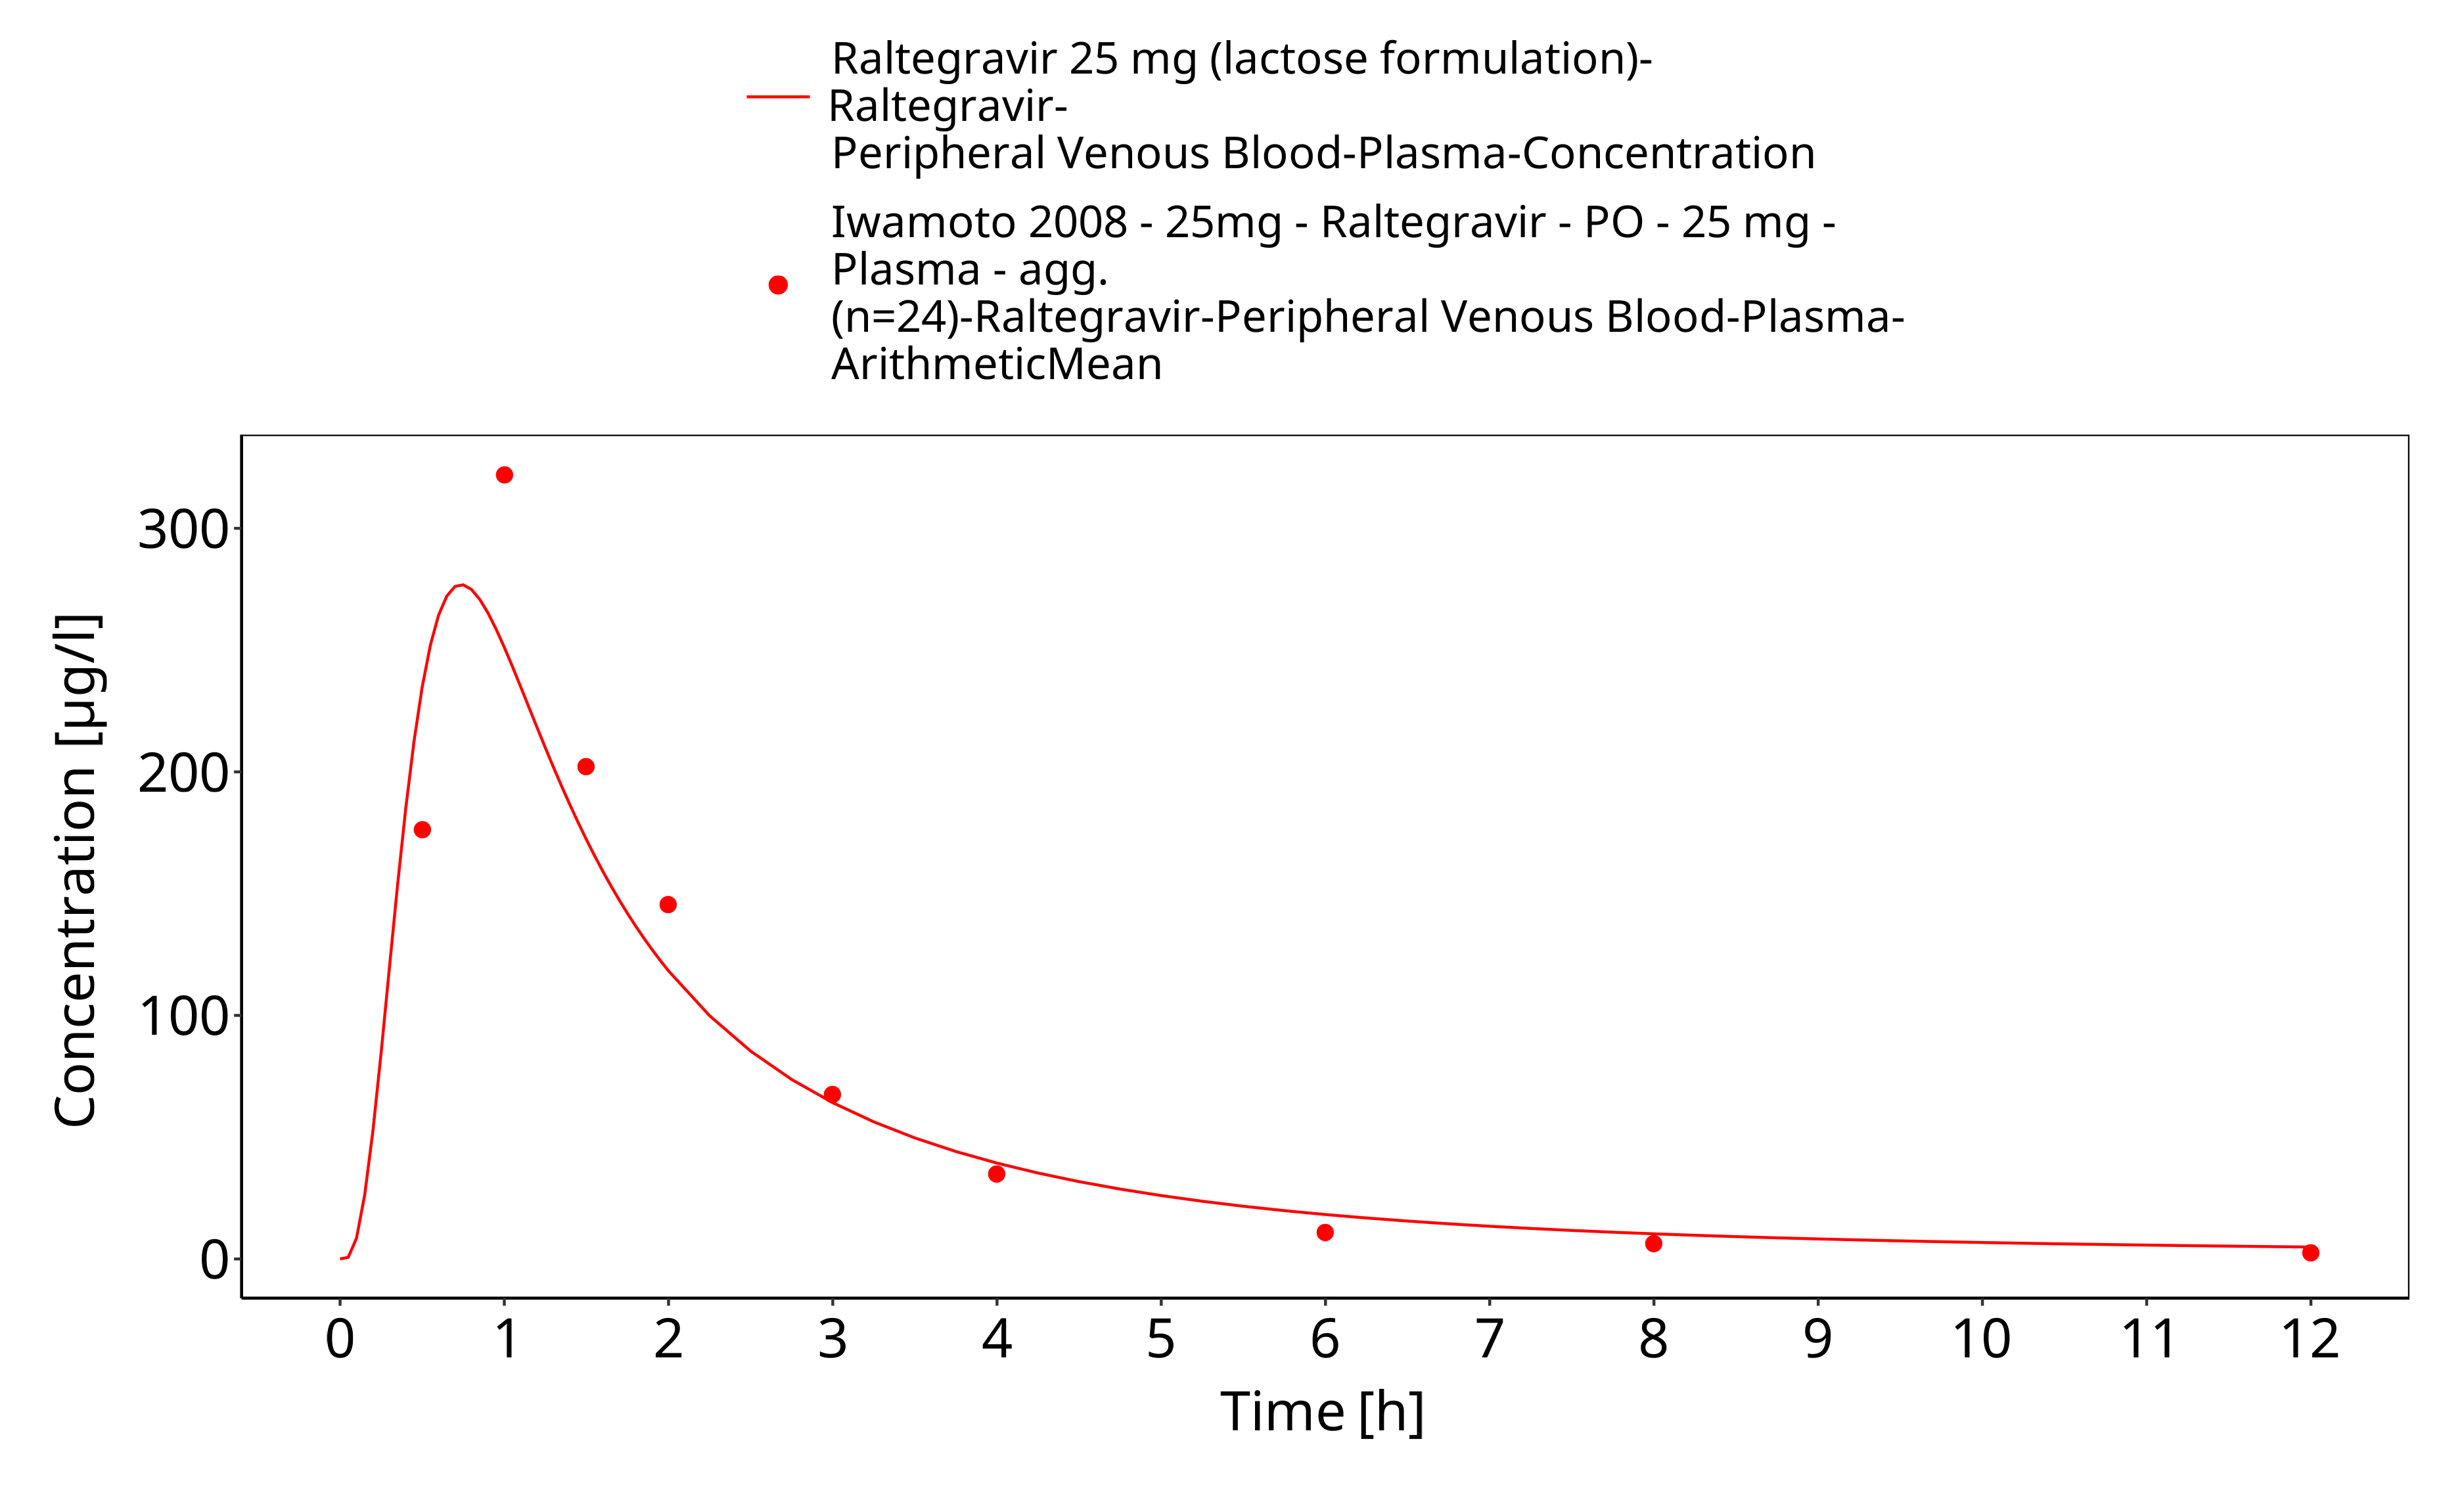 Raltegravir 25 mg (lactose formulation)-
Raltegravir-
Peripheral Venous Blood-Plasma-Concentration
Iwamoto 2008 - 25mg - Raltegravir - PO - 25 mg -
Plasma - agg.
(n=24)-Raltegravir-Peripheral Venous Blood-Plasma-
ArithmeticMean
300
200
100
0
Concentration [µg/l]
0 1 2 3 4 5 6 7 8 9 10 11 12
Time [h]